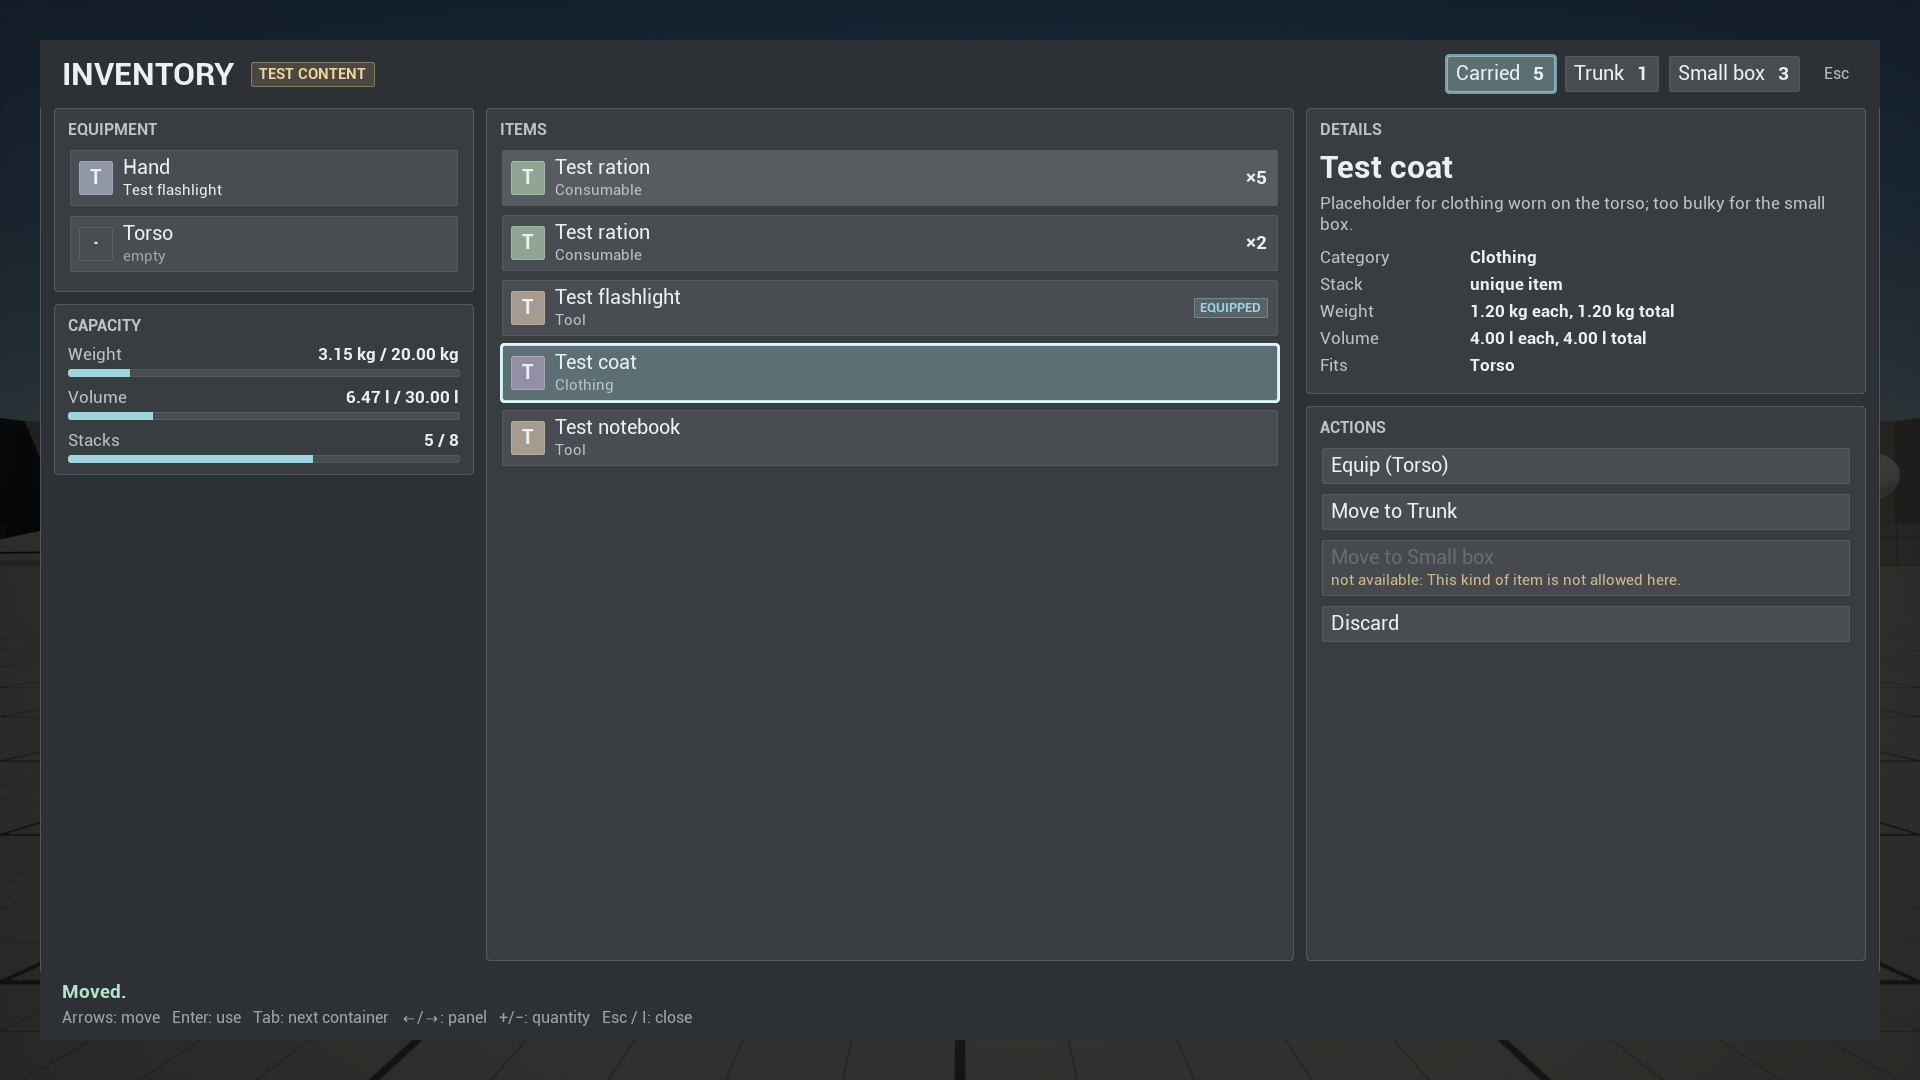 INVENTORY
TEST CONTENT
Carried 5
Trunk 1
Small box 3
Esc
EQUIPMENT
T
Hand
Test flashlight
Torso
empty
CAPACITY
Weight 3.15 kg / 20.00 kg
Volume 6.47 l / 30.00 l
Stacks 5 / 8
ITEMS
T
Test ration
Consumable
×5
T
Test ration
Consumable
×2
T
Test flashlight
Tool
EQUIPPED
T
Test coat
Clothing
T
Test notebook
Tool
DETAILS
Test coat
Placeholder for clothing worn on the torso; too bulky for the small
box.
Category Clothing
Stack unique item
Weight 1.20 kg each, 1.20 kg total
Volume 4.00 l each, 4.00 l total
Fits Torso
ACTIONS
Equip (Torso)
Move to Trunk
Move to Small box
not available: This kind of item is not allowed here.
Discard
Moved.
Arrows: move Enter: use Tab: next container ←/→: panel +/−: quantity Esc / I: close